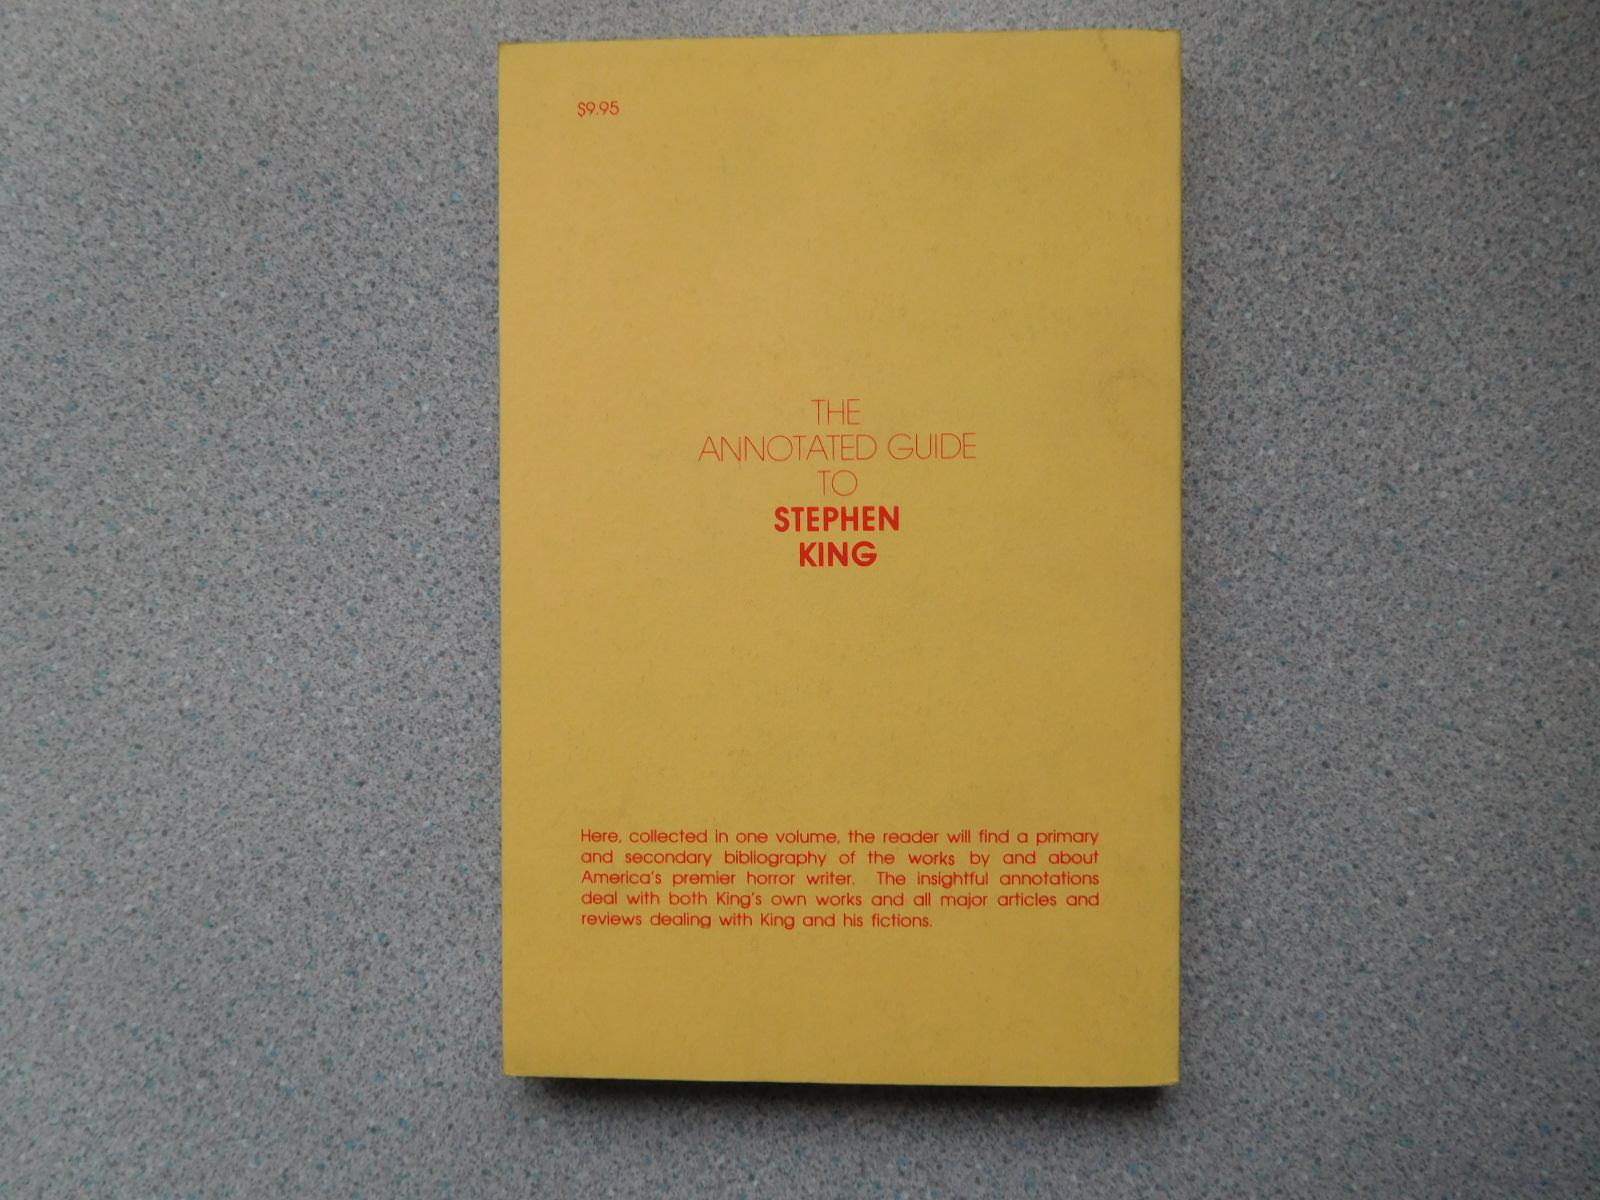 $9.95
THE
ANNOTATED GUIDE
TO
STEPHEN
KING
Here, collected in one volume, the reader will find a primary
and secondary bibliography of the works by and about
America's premier horror writer. The insightful annotations
deal with both King's own works and all major articles and
reviews dealing with King and his fictions.